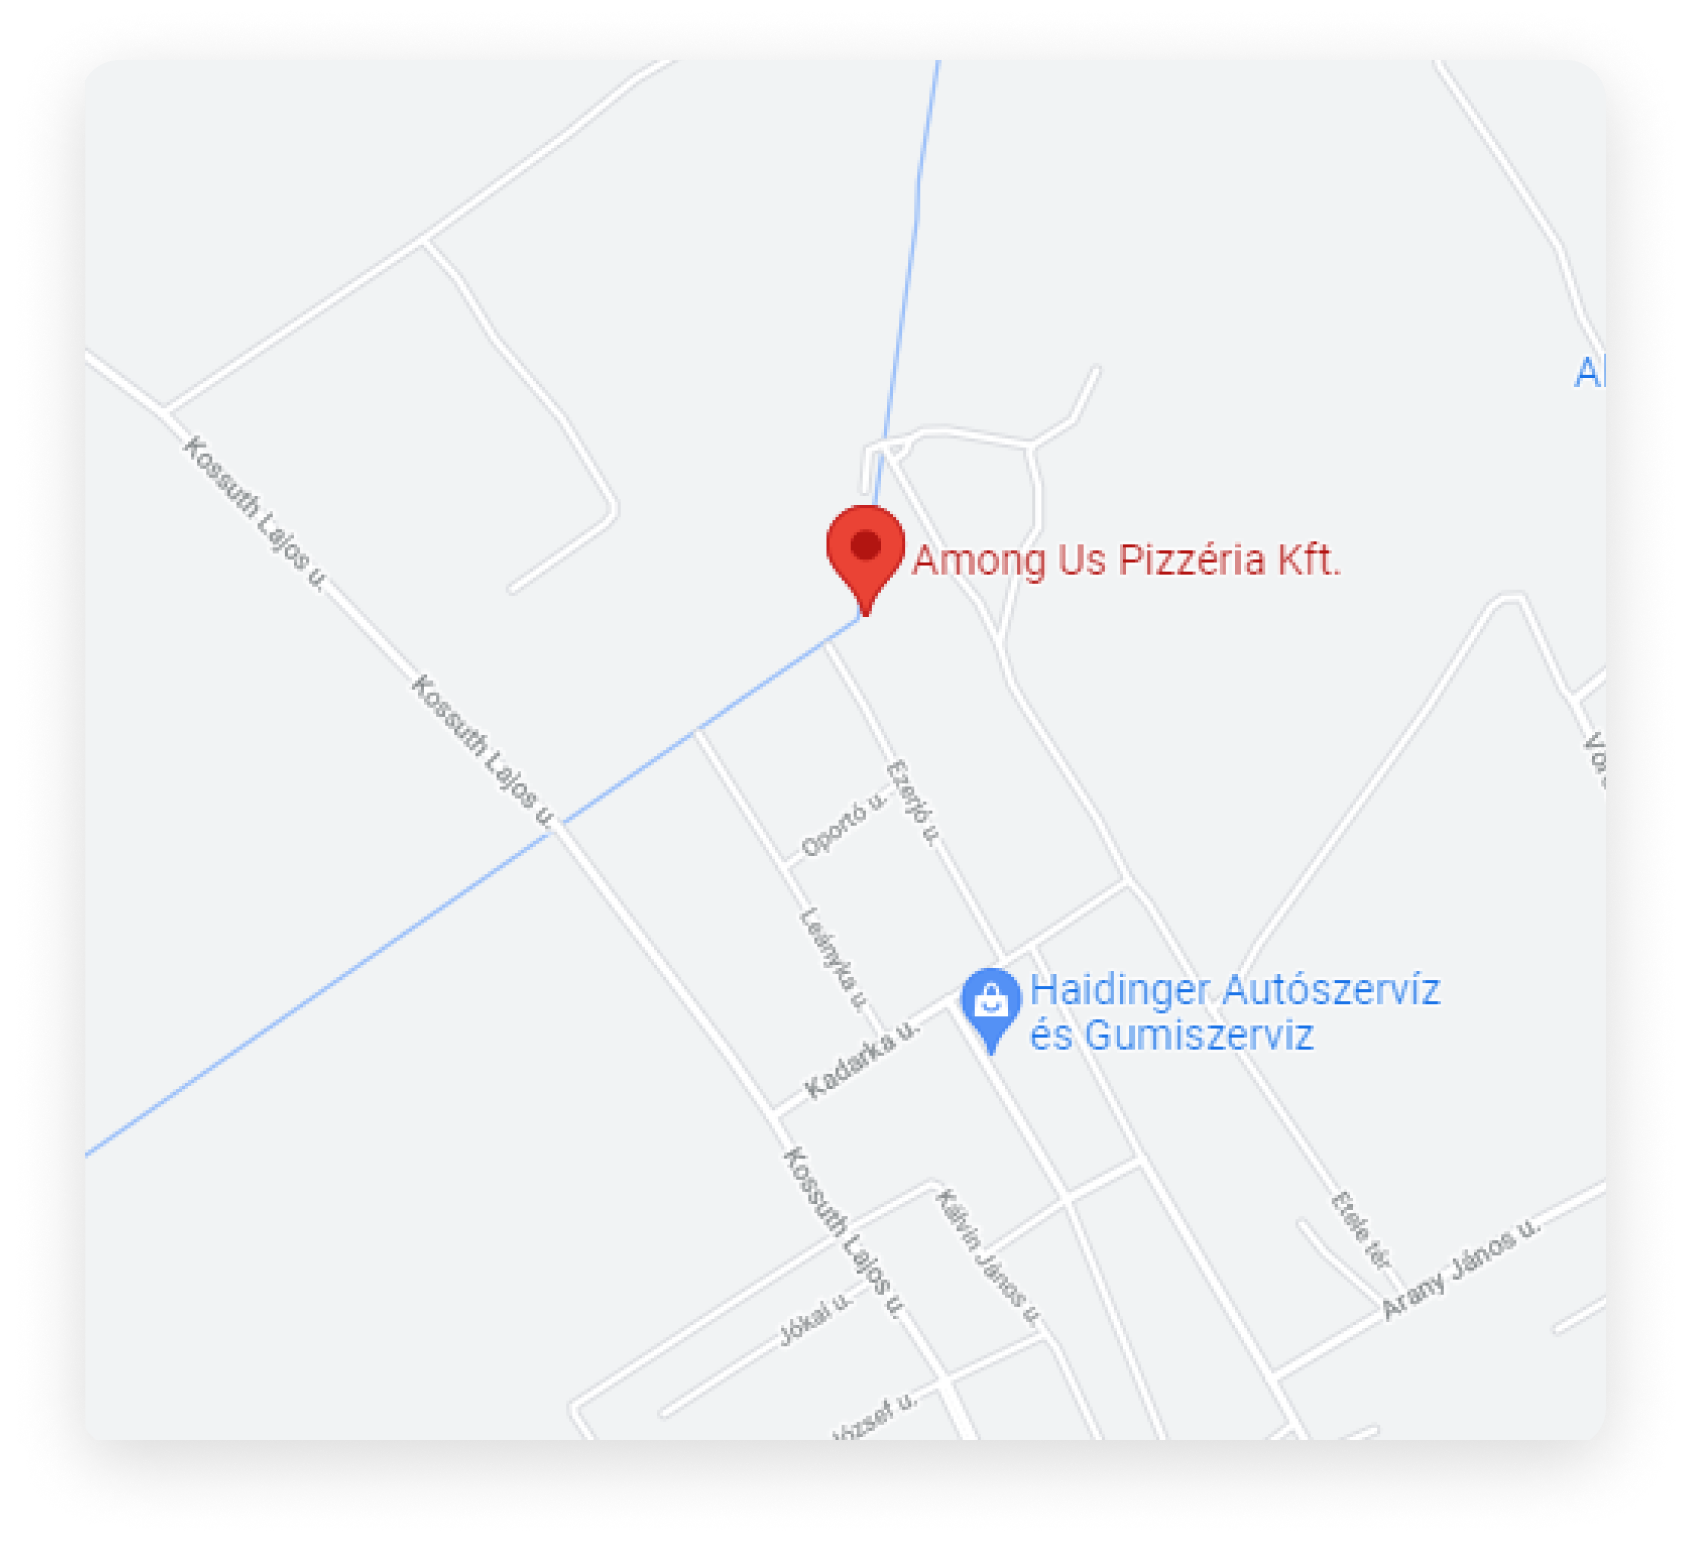 Al
Kossuth Lajos u.
Among Us Pizzéria Kft.
Kossuth Lajos u.
Ezerjó u.
Oportó u.
Leányka u.
Haidinger Autószervíz
és Gumiszerviz
Kadarka u.
Kossuth Lajos u.
Kálvin János u.
Etele tér
Arany János u.
Jókai u.
József u.